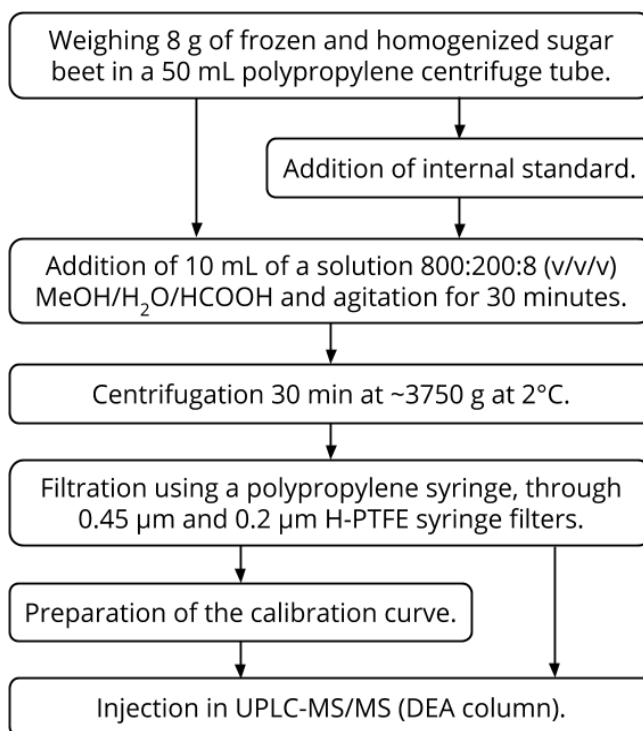 Weighing 8 g of frozen and homogenized sugar
beet in a 50 mL polypropylene centrifuge tube.
Addition of internal standard.
Addition of 10 mL of a solution 800:200:8 (v/v/v)
MeOH/H₂O/HCOOH and agitation for 30 minutes.
Centrifugation 30 min at ~3750 g at 2°C.
Filtration using a polypropylene syringe, through
0.45 µm and 0.2 µm H-PTFE syringe filters.
Preparation of the calibration curve.
Injection in UPLC-MS/MS (DEA column).